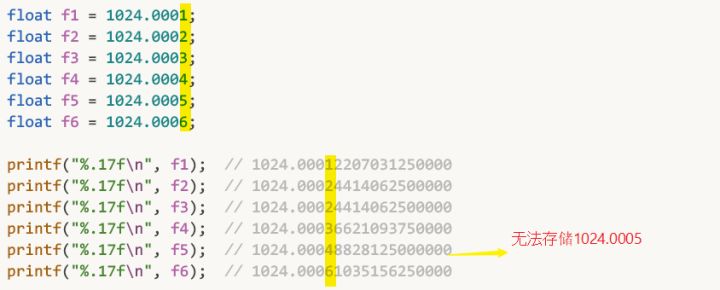 float f1 = 1024.0001;
float f2 = 1024.0002;
float f3 = 1024.0003;
float f4 = 1024.0004;
float f5 = 1024.0005;
float f6 = 1024.0006;
printf("%.17f\n", f1);  // 1024.00012207031250000
printf("%.17f\n", f2);  // 1024.00024414062500000
printf("%.17f\n", f3);  // 1024.00024414062500000
printf("%.17f\n", f4);  // 1024.00036621093750000
printf("%.17f\n", f5);  // 1024.00048828125000000 无法存储1024.0005
printf("%.17f\n", f6);  // 1024.00061035156250000